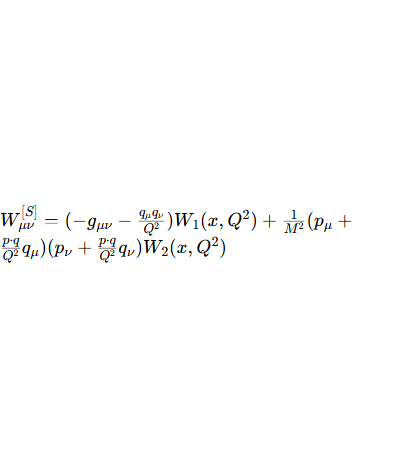 $W_{\mu\nu}^{[S]} = (-g_{\mu\nu} - \frac{q_\mu q_\nu}{Q^2})W_1(x, Q^2) + \frac{1}{M^2}(p_\mu +$
$\frac{p \cdot q}{Q^2} q_\mu)(p_\nu + \frac{p \cdot q}{Q^2} q_\nu)W_2(x, Q^2)$